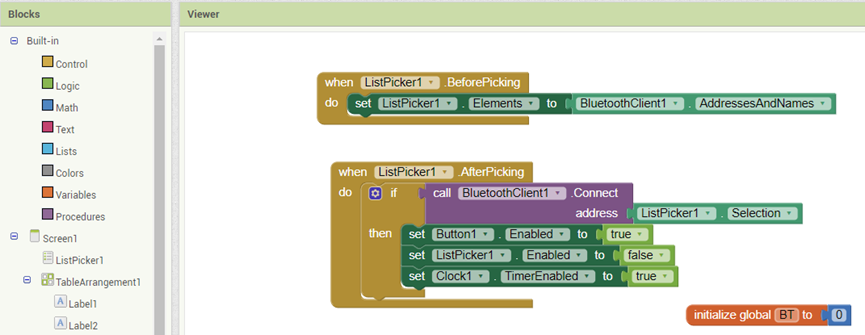 Blocks
Viewer
Built-in
Control
Logic
Math
Text
Lists
Colors
Variables
Procedures
Screen1
ListPicker1
TableArrangement1
Label1
Label2
when ListPicker1 .BeforePicking
do set ListPicker1 . Elements to BluetoothClient1 . AddressesAndNames
when ListPicker1 .AfterPicking
do if call BluetoothClient1 .Connect
address ListPicker1 . Selection
then set Button1 . Enabled to true
set ListPicker1 . Enabled to false
set Clock1 . TimerEnabled to true
initialize global BT to 0